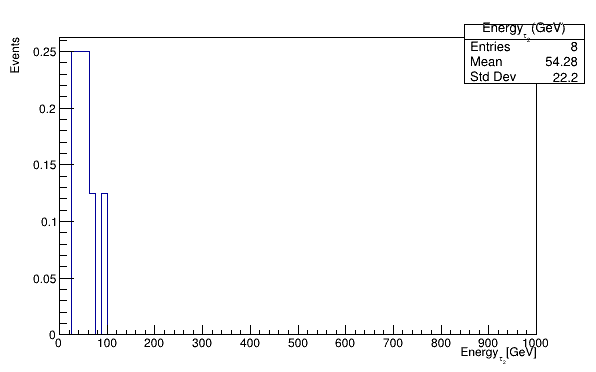 Energy_τ₂ (GeV)
Entries 8
Mean 54.28
Std Dev 22.2
Events
0.25
0.2
0.15
0.1
0.05
0
0 100 200 300 400 500 600 700 800 900 1000
Energy_τ₂ [GeV]